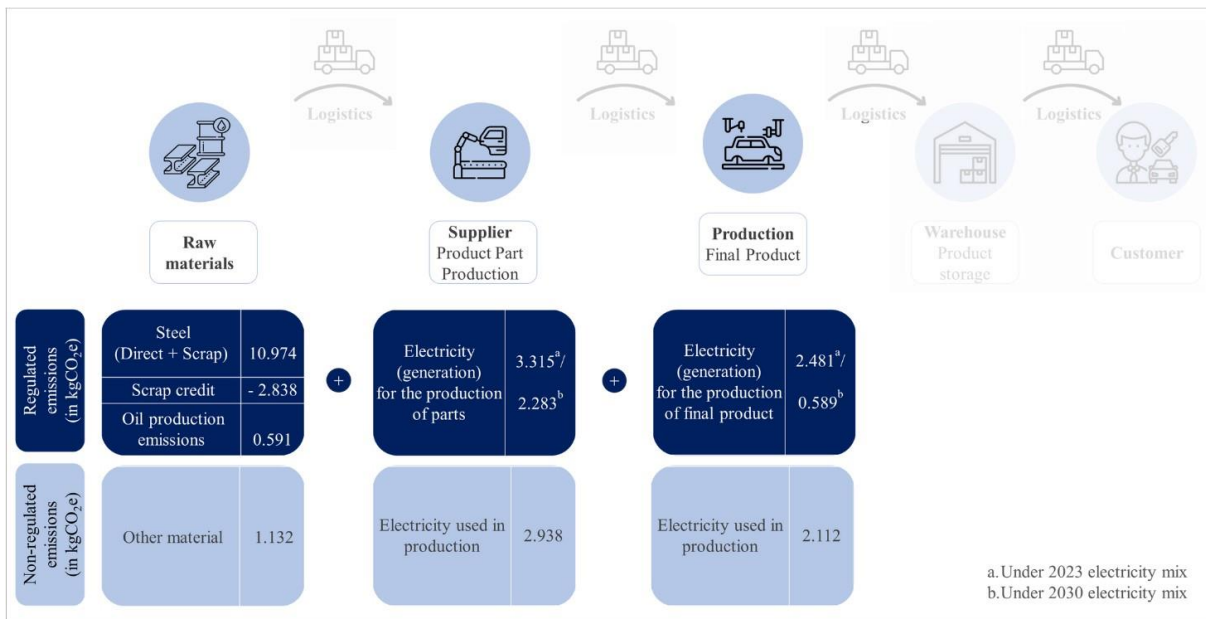 Logistics
Logistics
Logistics
Logistics
Raw
materials
Supplier
Product Part
Production
Production
Final Product
Warehouse
Product
storage
Customer
Regulated
emissions
(in kgCO₂e)
Steel
(Direct + Scrap)
10.974
Scrap credit
- 2.838
Oil production
emissions
0.591
+
Electricity
(generation)
for the production
of parts
3.315ᵃ/
2.283ᵇ
+
Electricity
(generation)
for the production
of final product
2.481ᵃ/
0.589ᵇ
Non-regulated
emissions
(in kgCO₂e)
Other material
1.132
Electricity used in
production
2.938
Electricity used in
production
2.112
a.Under 2023 electricity mix
b.Under 2030 electricity mix